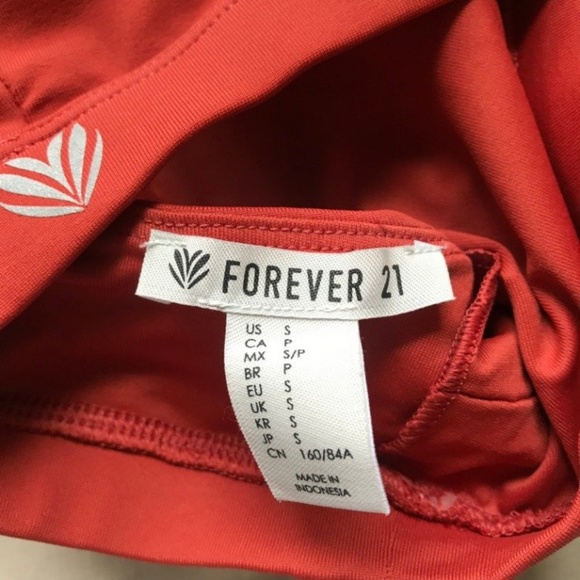 FOREVER 21
US S
CA P
MX S/P
BR P
EU S
UK S
KR S
JP S
CN 160/84A
MADE IN
INDONESIA